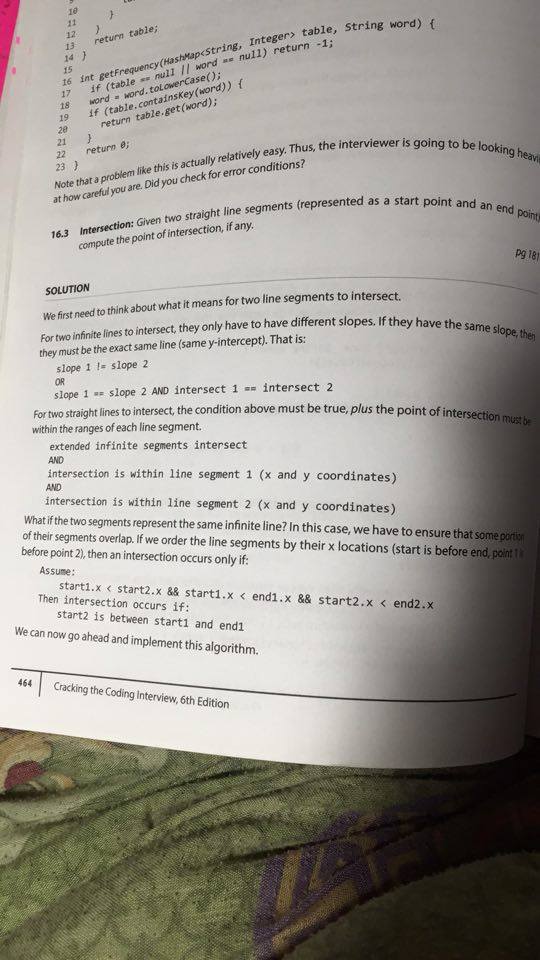 10
11 }
12 }
13 return table;
14 }
15
16 int getFrequency(HashMap<String, Integer> table, String word) {
17 if (table == null || word == null) return -1;
18 word = word.toLowerCase();
19 if (table.containsKey(word)) {
20 return table.get(word);
21 }
22 return 0;
23 }
Note that a problem like this is actually relatively easy. Thus, the interviewer is going to be looking
at how careful you are. Did you check for error conditions?
16.3 Intersection: Given two straight line segments (represented as a start point and an end point)
compute the point of intersection, if any.
pg 181
SOLUTION
We first need to think about what it means for two line segments to intersect.
For two infinite lines to intersect, they only have to have different slopes. If they have the same slope, then
they must be the exact same line (same y-intercept). That is:
slope 1 != slope 2
OR
slope 1 == slope 2 AND intersect 1 == intersect 2
For two straight lines to intersect, the condition above must be true, plus the point of intersection must be
within the ranges of each line segment.
extended infinite segments intersect
AND
intersection is within line segment 1 (x and y coordinates)
AND
intersection is within line segment 2 (x and y coordinates)
What if the two segments represent the same infinite line? In this case, we have to ensure that some portion
of their segments overlap. If we order the line segments by their x locations (start is before end, point 1 is
before point 2), then an intersection occurs only if:
Assume:
start1.x < start2.x && start1.x < end1.x && start2.x < end2.x
Then intersection occurs if:
start2 is between start1 and end1
We can now go ahead and implement this algorithm.
464 Cracking the Coding Interview, 6th Edition